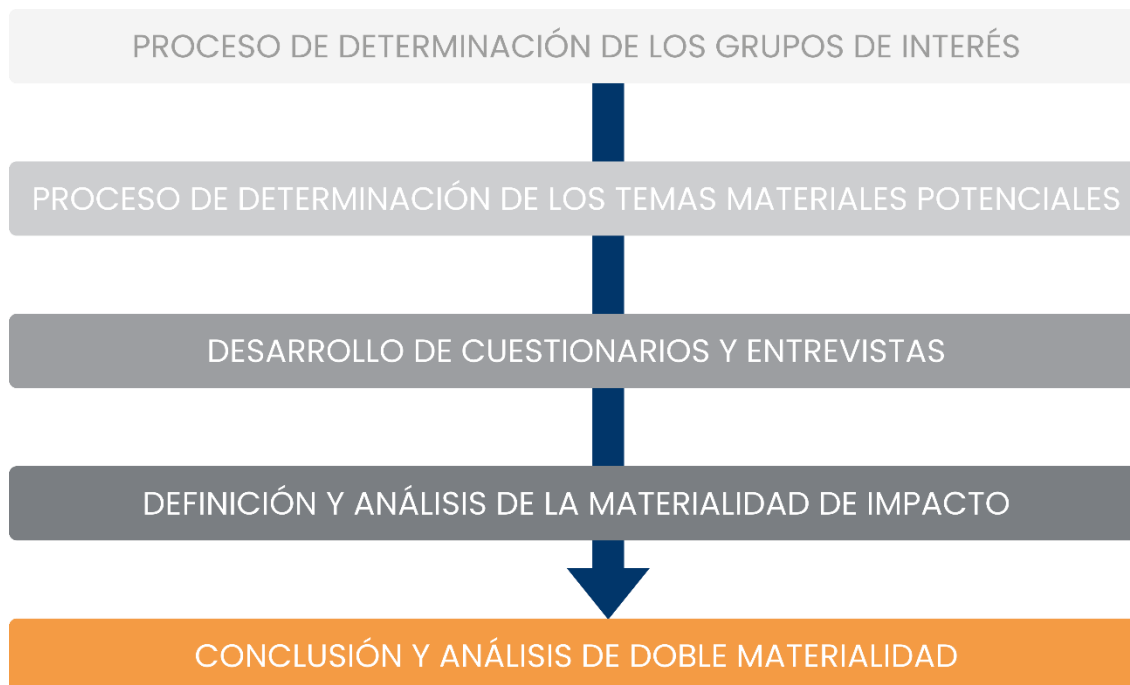 PROCESO DE DETERMINACIÓN DE LOS GRUPOS DE INTERÉS
PROCESO DE DETERMINACIÓN DE LOS TEMAS MATERIALES POTENCIALES
DESARROLLO DE CUESTIONARIOS Y ENTREVISTAS
DEFINICIÓN Y ANÁLISIS DE LA MATERIALIDAD DE IMPACTO
CONCLUSIÓN Y ANÁLISIS DE DOBLE MATERIALIDAD